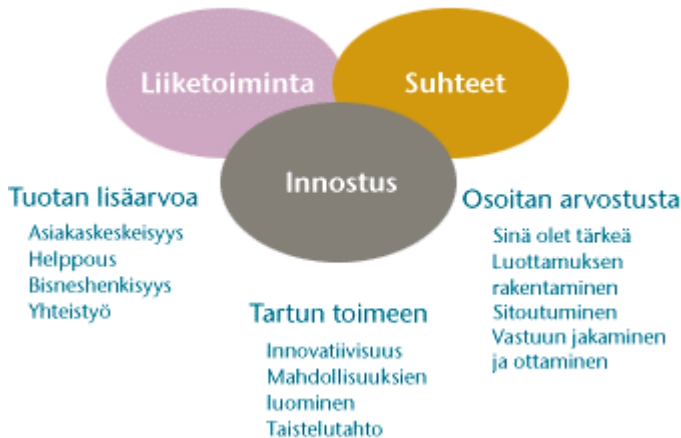 Liiketoiminta
Suhteet
Innostus
Tuotan lisäarvoa
Asiakaskeskeisyys
Helppous
Bisneshenkisyys
Yhteistyö
Tartun toimeen
Innovatiivisuus
Mahdollisuuksien
luominen
Taistelutahto
Osoitan arvostusta
Sinä olet tärkeä
Luottamuksen
rakentaminen
Sitoutuminen
Vastuun jakaminen
ja ottaminen